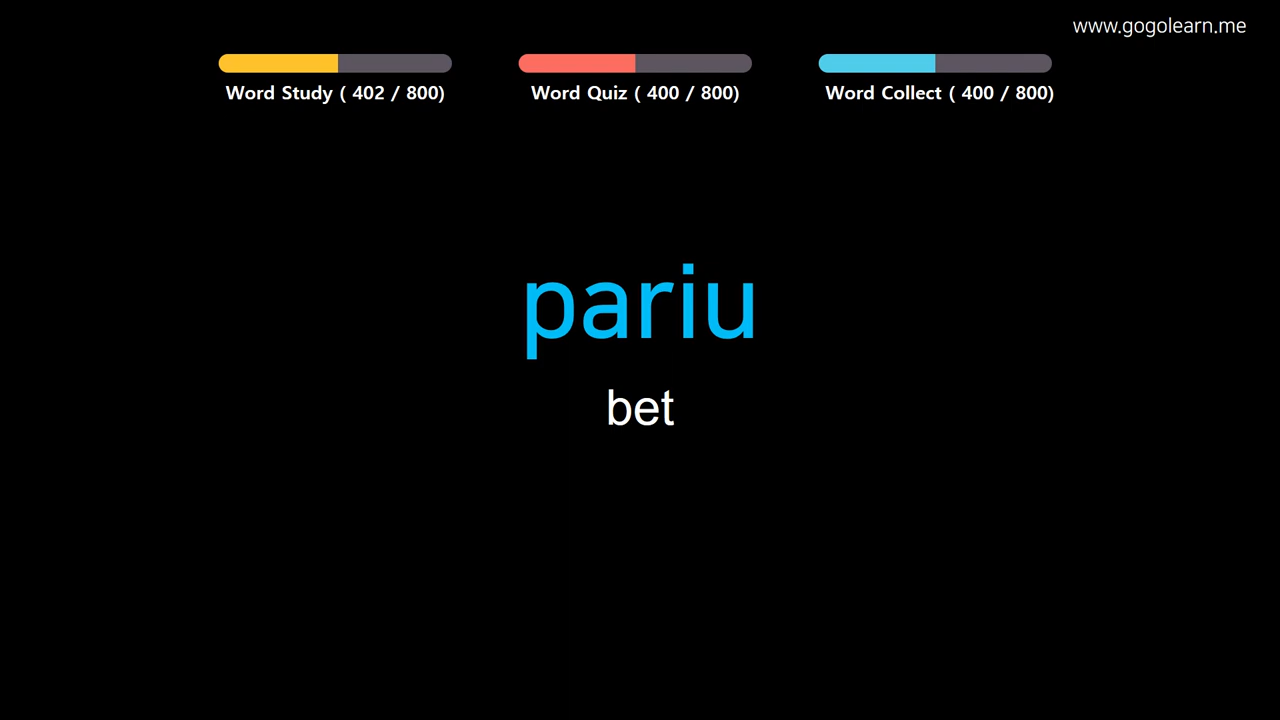 www.gogolearn.me
Word Study ( 402 / 800)
Word Quiz ( 400 / 800)
Word Collect ( 400 / 800)
pariu
bet